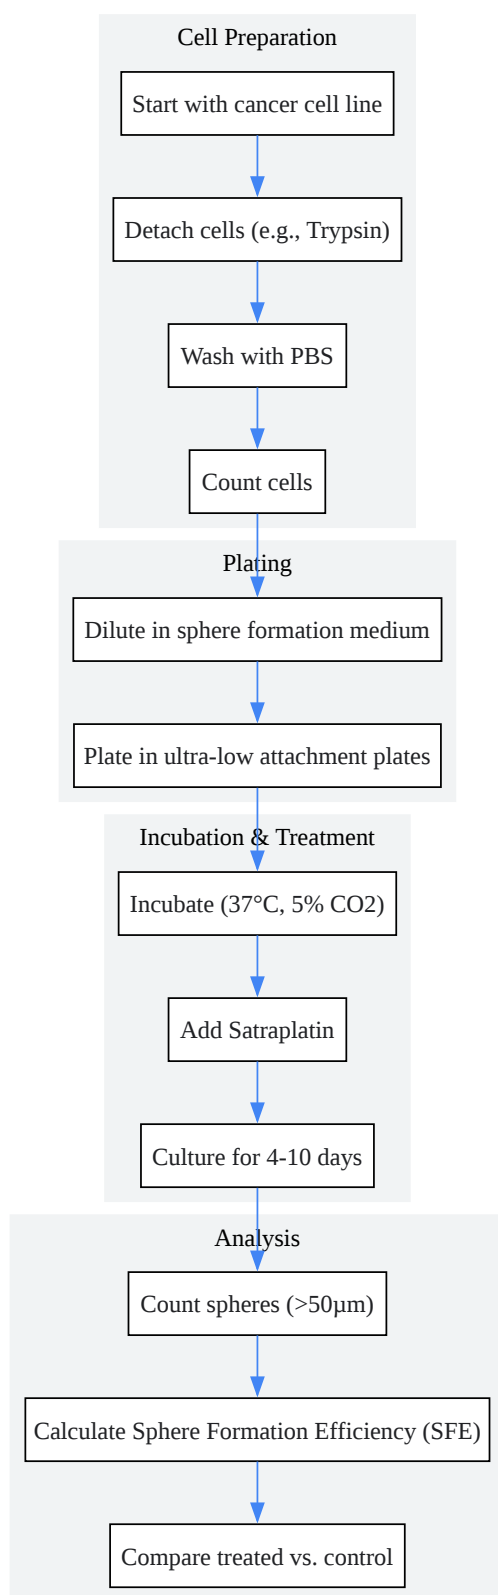 Cell Preparation
Start with cancer cell line
Detach cells (e.g., Trypsin)
Wash with PBS
Count cells
Plating
Dilute in sphere formation medium
Plate in ultra-low attachment plates
Incubation & Treatment
Incubate (37°C, 5% CO2)
Add Satraplatin
Culture for 4-10 days
Analysis
Count spheres (>50µm)
Calculate Sphere Formation Efficiency (SFE)
Compare treated vs. control